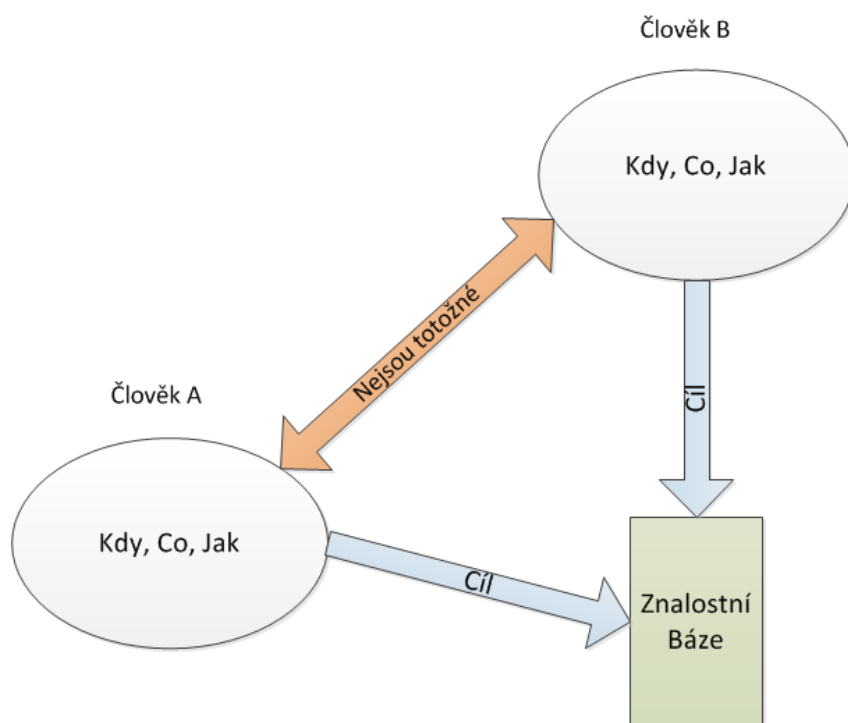 Člověk B
Kdy, Co, Jak
Nejsou totožné
Cíl
Člověk A
Kdy, Co, Jak
Cíl
Znalostní
Báze